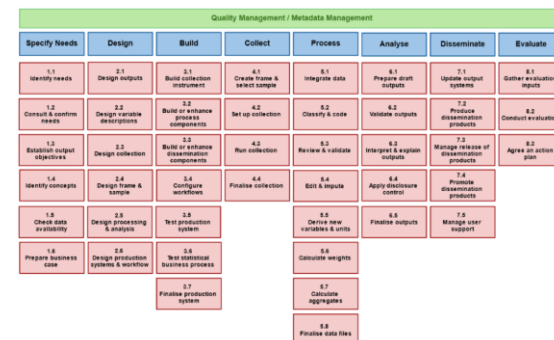 Quality Management / Metadata Management
Specify Needs
Design
Build
Collect
Process
Analyse
Disseminate
Evaluate
1.1
Identify needs
1.2
Consult & confirm
needs
1.3
Establish output
objectives
1.4
Identify concepts
1.5
Check data
availability
1.6
Prepare business
case
2.1
Design outputs
2.2
Design variable
descriptions
2.3
Design collection
2.4
Design frame &
sample
2.5
Design processing
& analysis
2.6
Design production
systems & workflow
3.1
Build collection
instrument
3.2
Build or enhance
process
components
3.3
Build or enhance
dissemination
components
3.4
Configure
workflows
3.5
Test production
system
3.6
Test statistical
business process
3.7
Finalise production
system
4.1
Create frame &
select sample
4.2
Set up collection
4.3
Run collection
4.4
Finalise collection
5.1
Integrate data
5.2
Classify & code
5.3
Review & validate
5.4
Edit & impute
5.5
Derive new
variables & units
5.6
Calculate weights
5.7
Calculate
aggregates
5.8
Finalise data files
6.1
Prepare draft
outputs
6.2
Validate outputs
6.3
Interpret & explain
outputs
6.4
Apply disclosure
control
6.5
Finalise outputs
7.1
Update output
systems
7.2
Produce
dissemination
products
7.3
Manage release of
dissemination
products
7.4
Promote
dissemination
products
7.5
Manage user
support
8.1
Gather evaluation
inputs
8.2
Conduct evaluation
8.3
Agree an action
plan